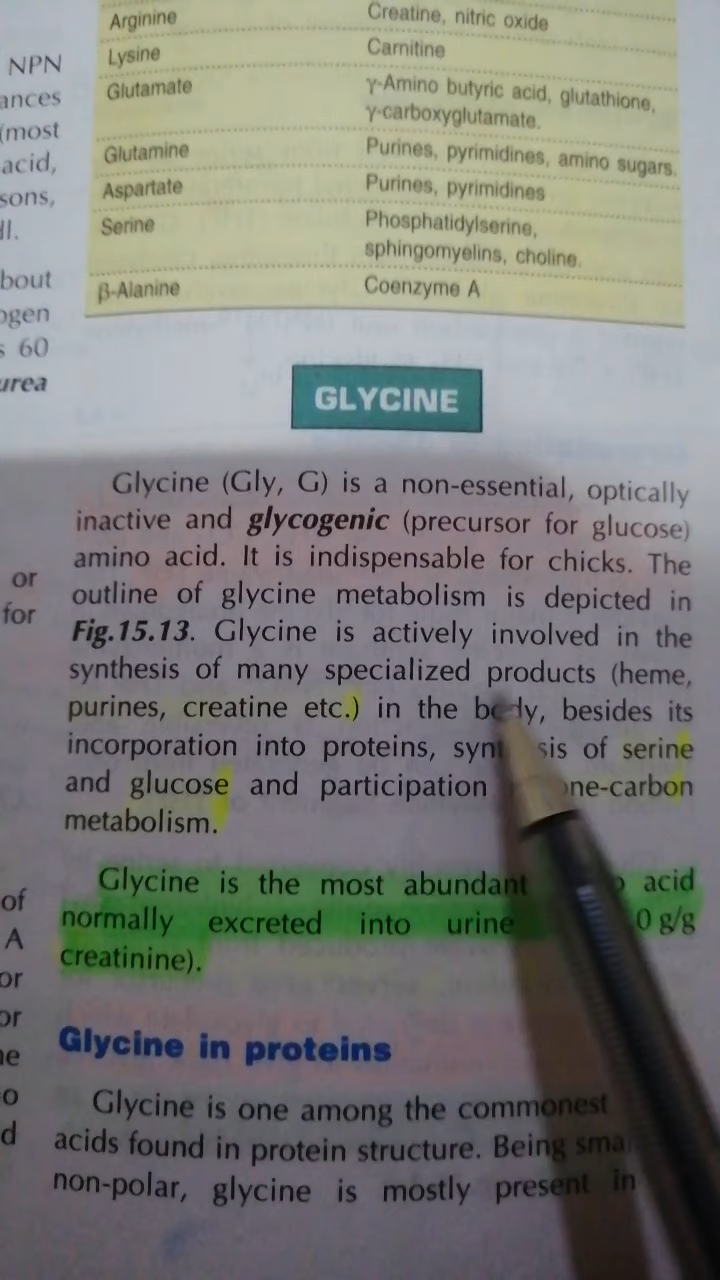 NPN
ances
(most
acid,
sons,
ll.
bout
ogen
s 60
urea
or
for
of
A
or
or
ne
o
d
Arginine Creatine, nitric oxide
Lysine Carnitine
Glutamate γ-Amino butyric acid, glutathione,
γ-carboxyglutamate.
Glutamine Purines, pyrimidines, amino sugars.
Aspartate Purines, pyrimidines
Serine Phosphatidylserine,
sphingomyelins, choline.
β-Alanine Coenzyme A
GLYCINE
Glycine (Gly, G) is a non-essential, optically
inactive and glycogenic (precursor for glucose)
amino acid. It is indispensable for chicks. The
outline of glycine metabolism is depicted in
Fig.15.13. Glycine is actively involved in the
synthesis of many specialized products (heme,
purines, creatine etc.) in the body, besides its
incorporation into proteins, sis of serine
and glucose and participation ne-carbon
metabolism.
Glycine is the most abundant acid
normally excreted into urine 0 g/g
creatinine).
Glycine in proteins
Glycine is one among the commonest
acids found in protein structure. Being
non-polar, glycine is mostly present in